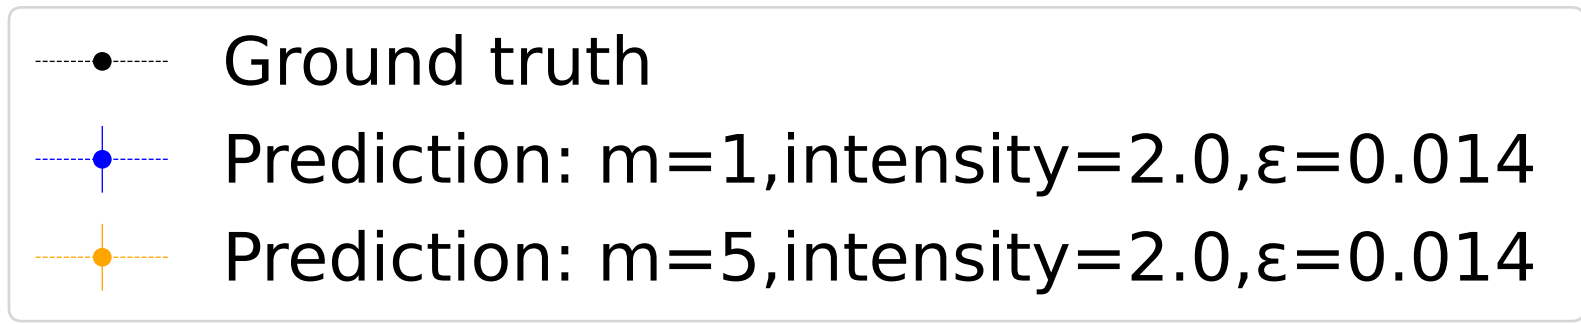 Ground truth
Prediction: m=1,intensity=2.0,ε=0.014
Prediction: m=5,intensity=2.0,ε=0.014